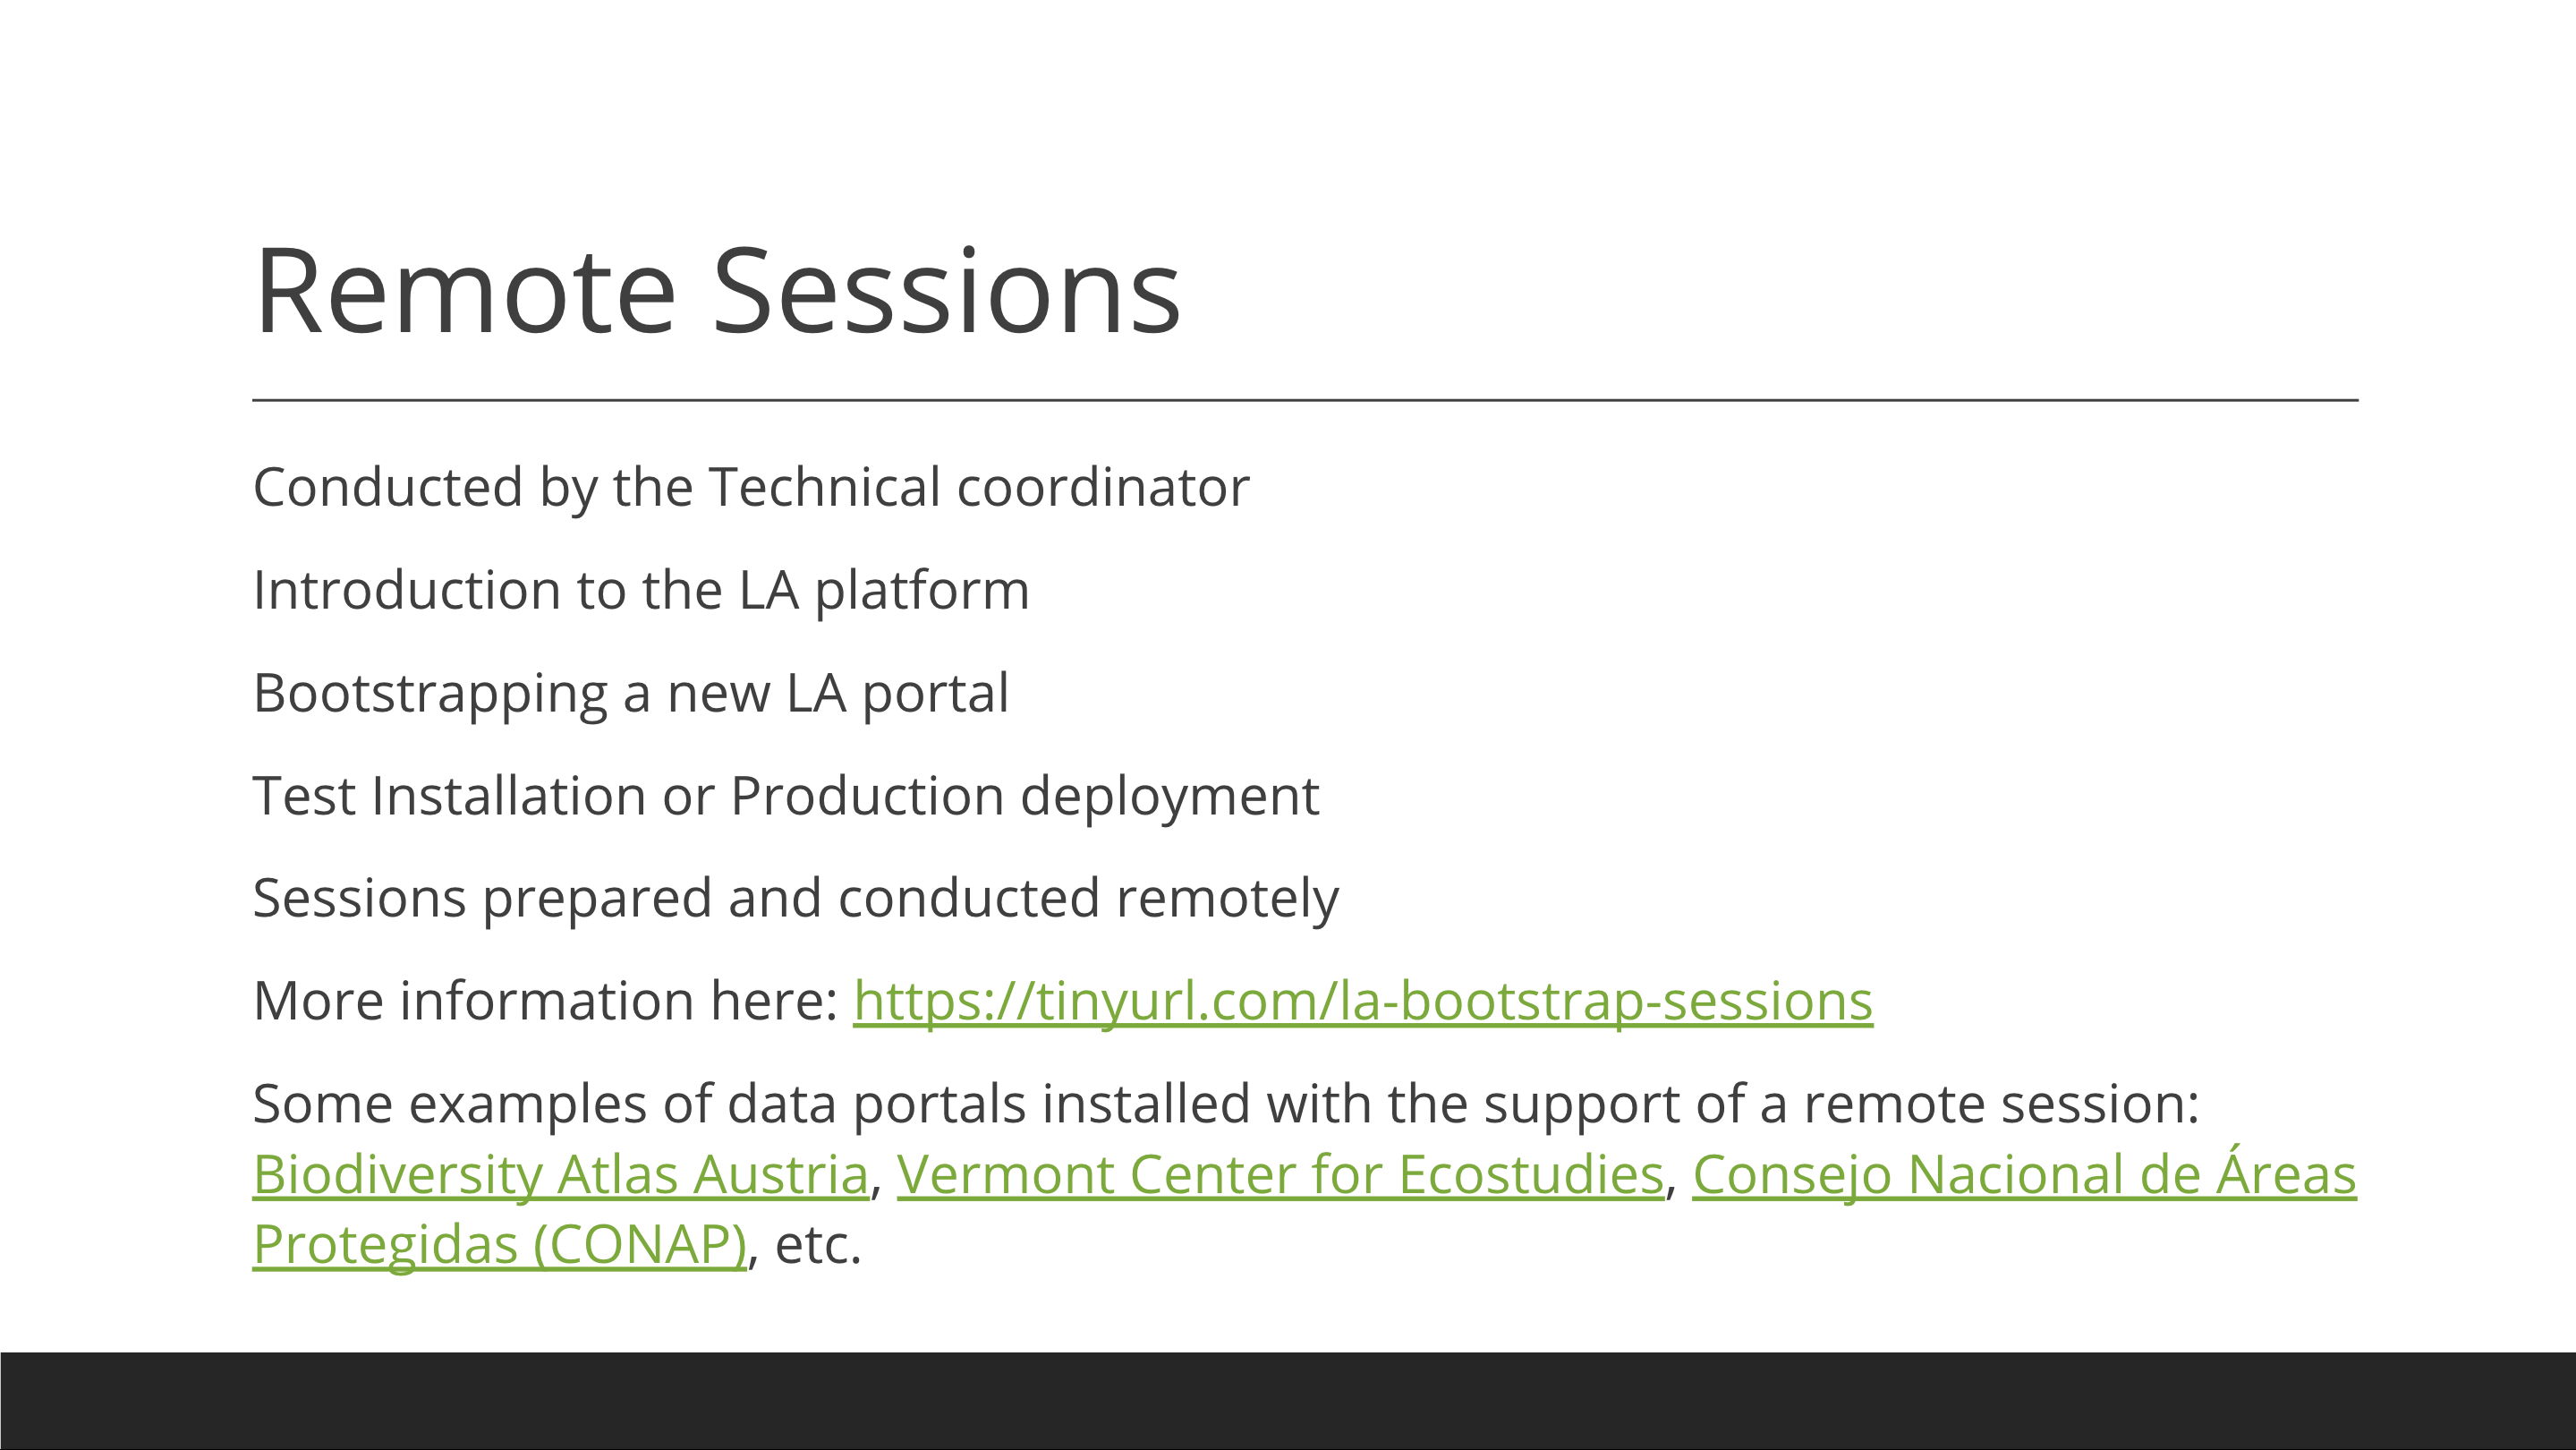 Remote Sessions
Conducted by the Technical coordinator
Introduction to the LA platform
Bootstrapping a new LA portal
Test Installation or Production deployment
Sessions prepared and conducted remotely
More information here: https://tinyurl.com/la-bootstrap-sessions
Some examples of data portals installed with the support of a remote session:
Biodiversity Atlas Austria, Vermont Center for Ecostudies, Consejo Nacional de Áreas
Protegidas (CONAP), etc.